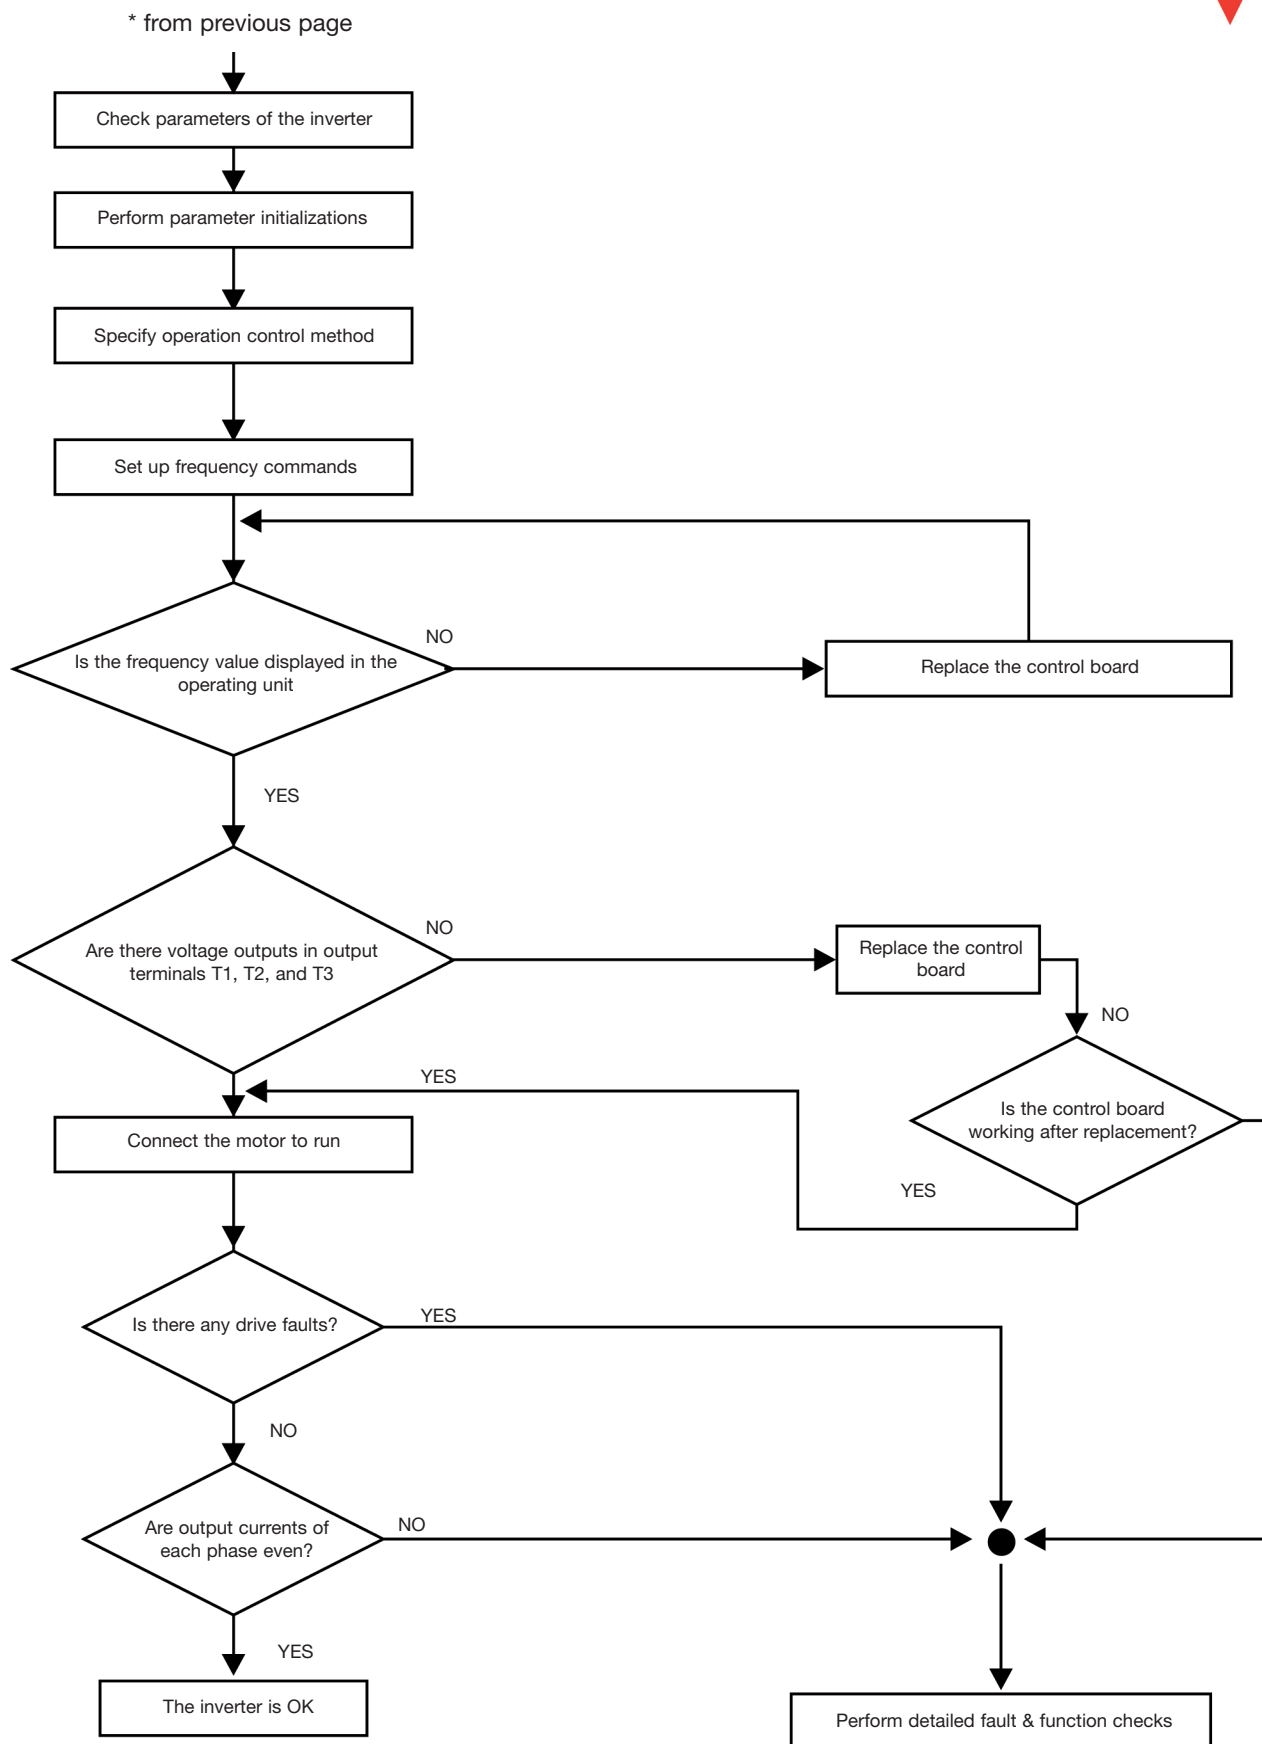 * from previous page
Check parameters of the inverter
Perform parameter initializations
Specify operation control method
Set up frequency commands
NO
Is the frequency value displayed in the
operating unit
Replace the control board
YES
NO
Are there voltage outputs in output
terminals T1, T2, and T3
Replace the control
board
NO
YES
Is the control board
working after replacement?
Connect the motor to run
YES
YES
Is there any drive faults?
NO
NO
Are output currents of
each phase even?
YES
The inverter is OK
Perform detailed fault & function checks